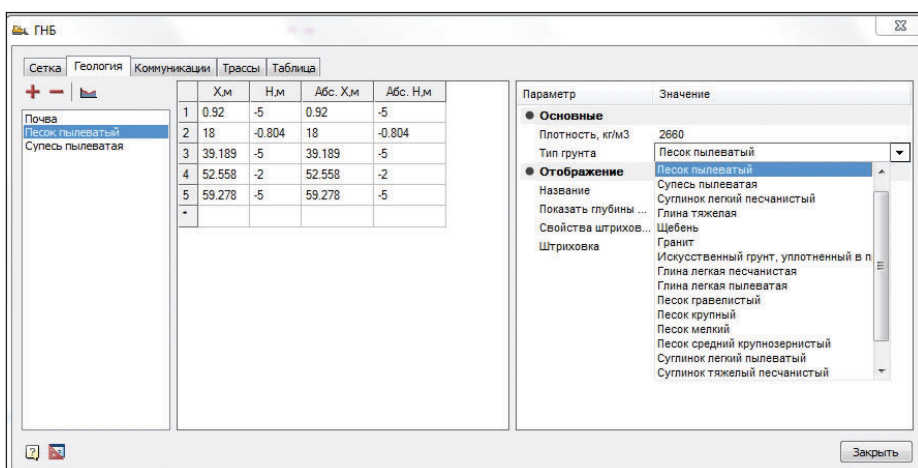 ГНБ
Сетка Геология Коммуникации Трассы Таблица
Почва
Песок пылеватый
Супесь пылеватая
X,м H,м Абс. X,м Абс. H,м
1 0.92 -5 0.92 -5
2 18 -0.804 18 -0.804
3 39.189 -5 39.189 -5
4 52.558 -2 52.558 -2
5 59.278 -5 59.278 -5
Параметр Значение
Основные
Плотность, кг/м3 2660
Тип грунта Песок пылеватый
Отображение
Название
Показать глубины ...
Свойства штрихов...
Штриховка
Песок пылеватый
Супесь пылеватая
Суглинок легкий песчанистый
Глина тяжелая
Щебень
Гранит
Искусственный грунт, уплотненный в п
Глина легкая песчанистая
Глина легкая пылеватая
Песок гравелистый
Песок крупный
Песок мелкий
Песок средний крупнозернистый
Суглинок легкий пылеватый
Суглинок тяжелый песчанистый
Закрыть